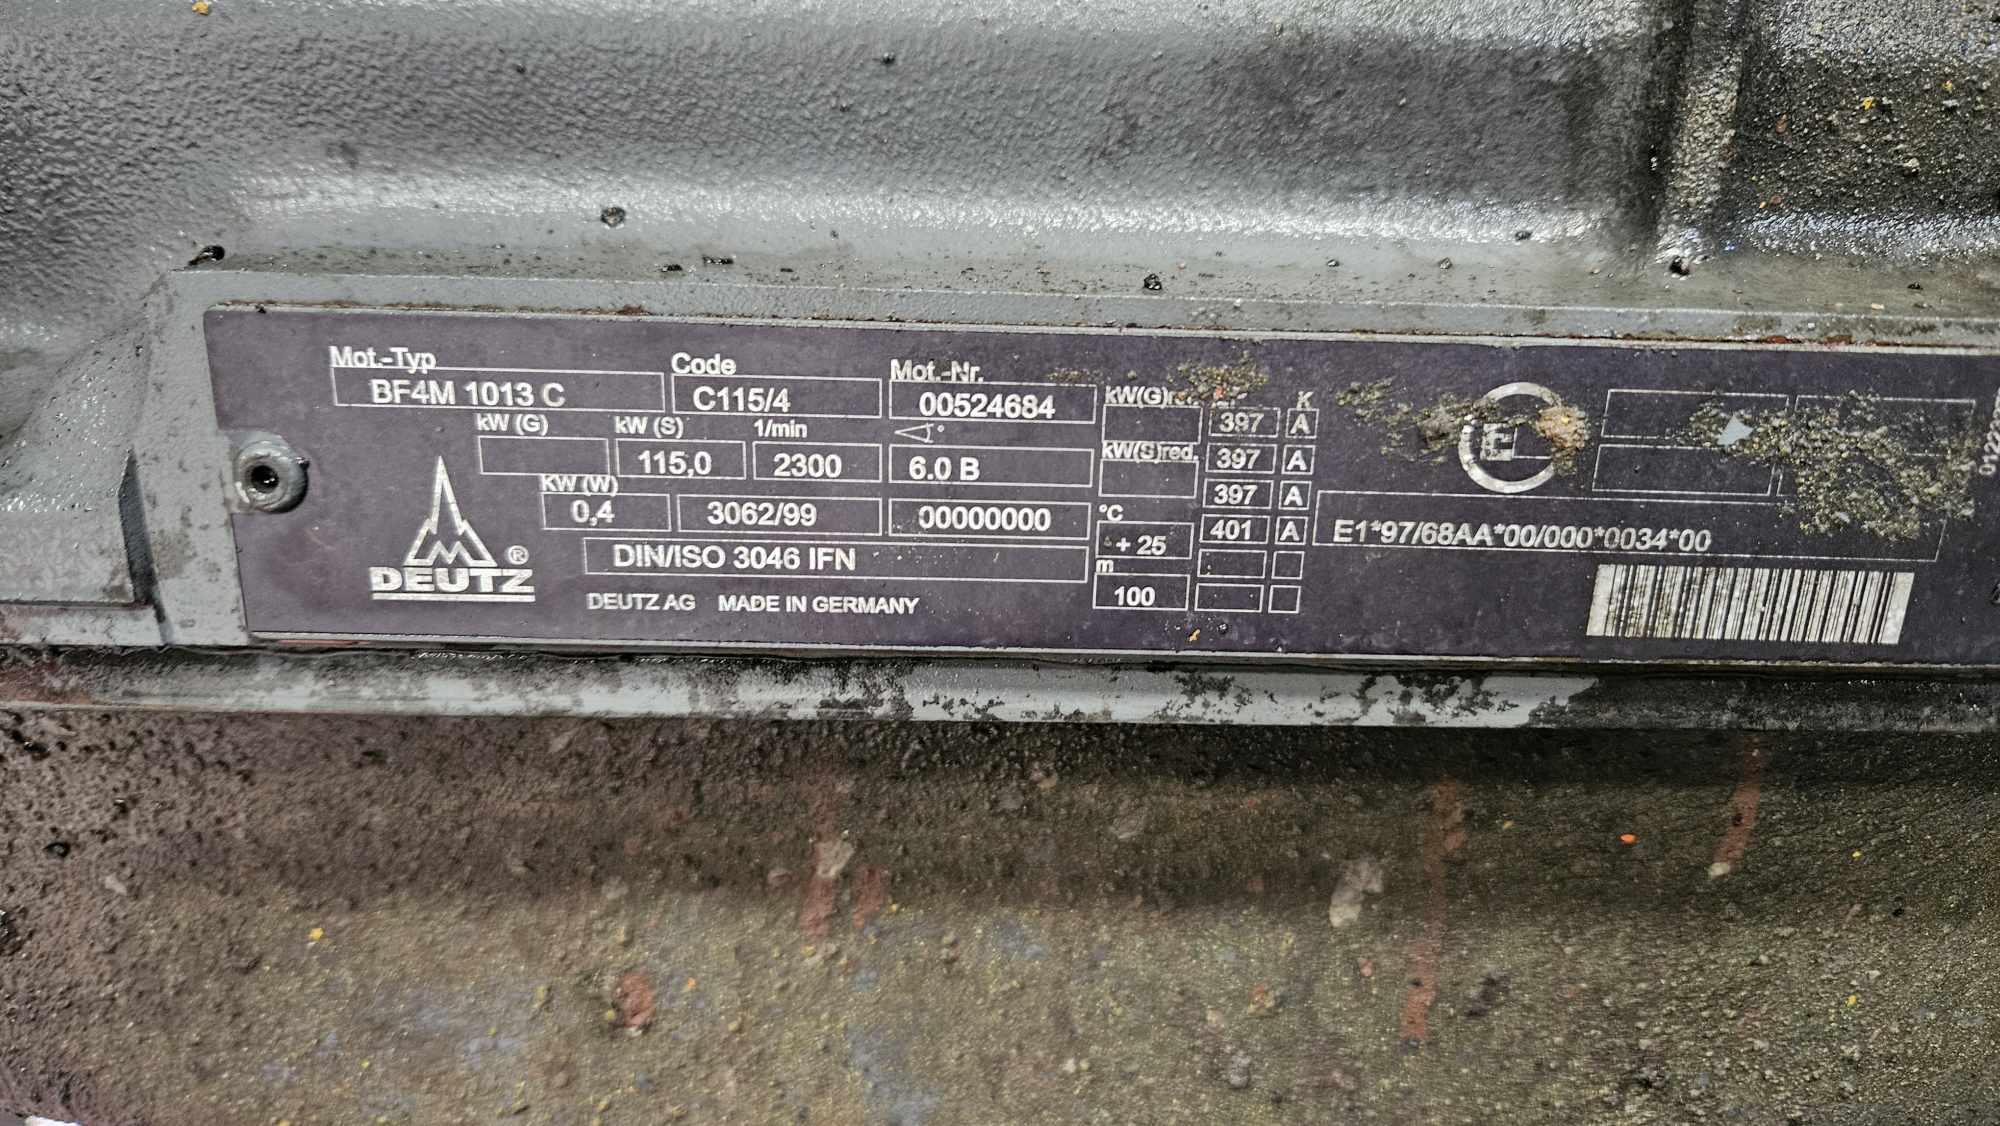 Mot.-Typ Code Mot.-Nr.
BF4M 1013 C C115/4 00524684
kW(G) K
397 A
kW (G) kW (S) 1/min °
115,0 2300 6.0 B
kW(S)red. 397 A
KW (W)
0,4 3062/99 00000000
397 A
°C
+ 25 401 A
E1*97/68AA*00/000*0034*00
DIN/ISO 3046 IFN
m
100
DEUTZ ®
DEUTZ AG MADE IN GERMANY
E